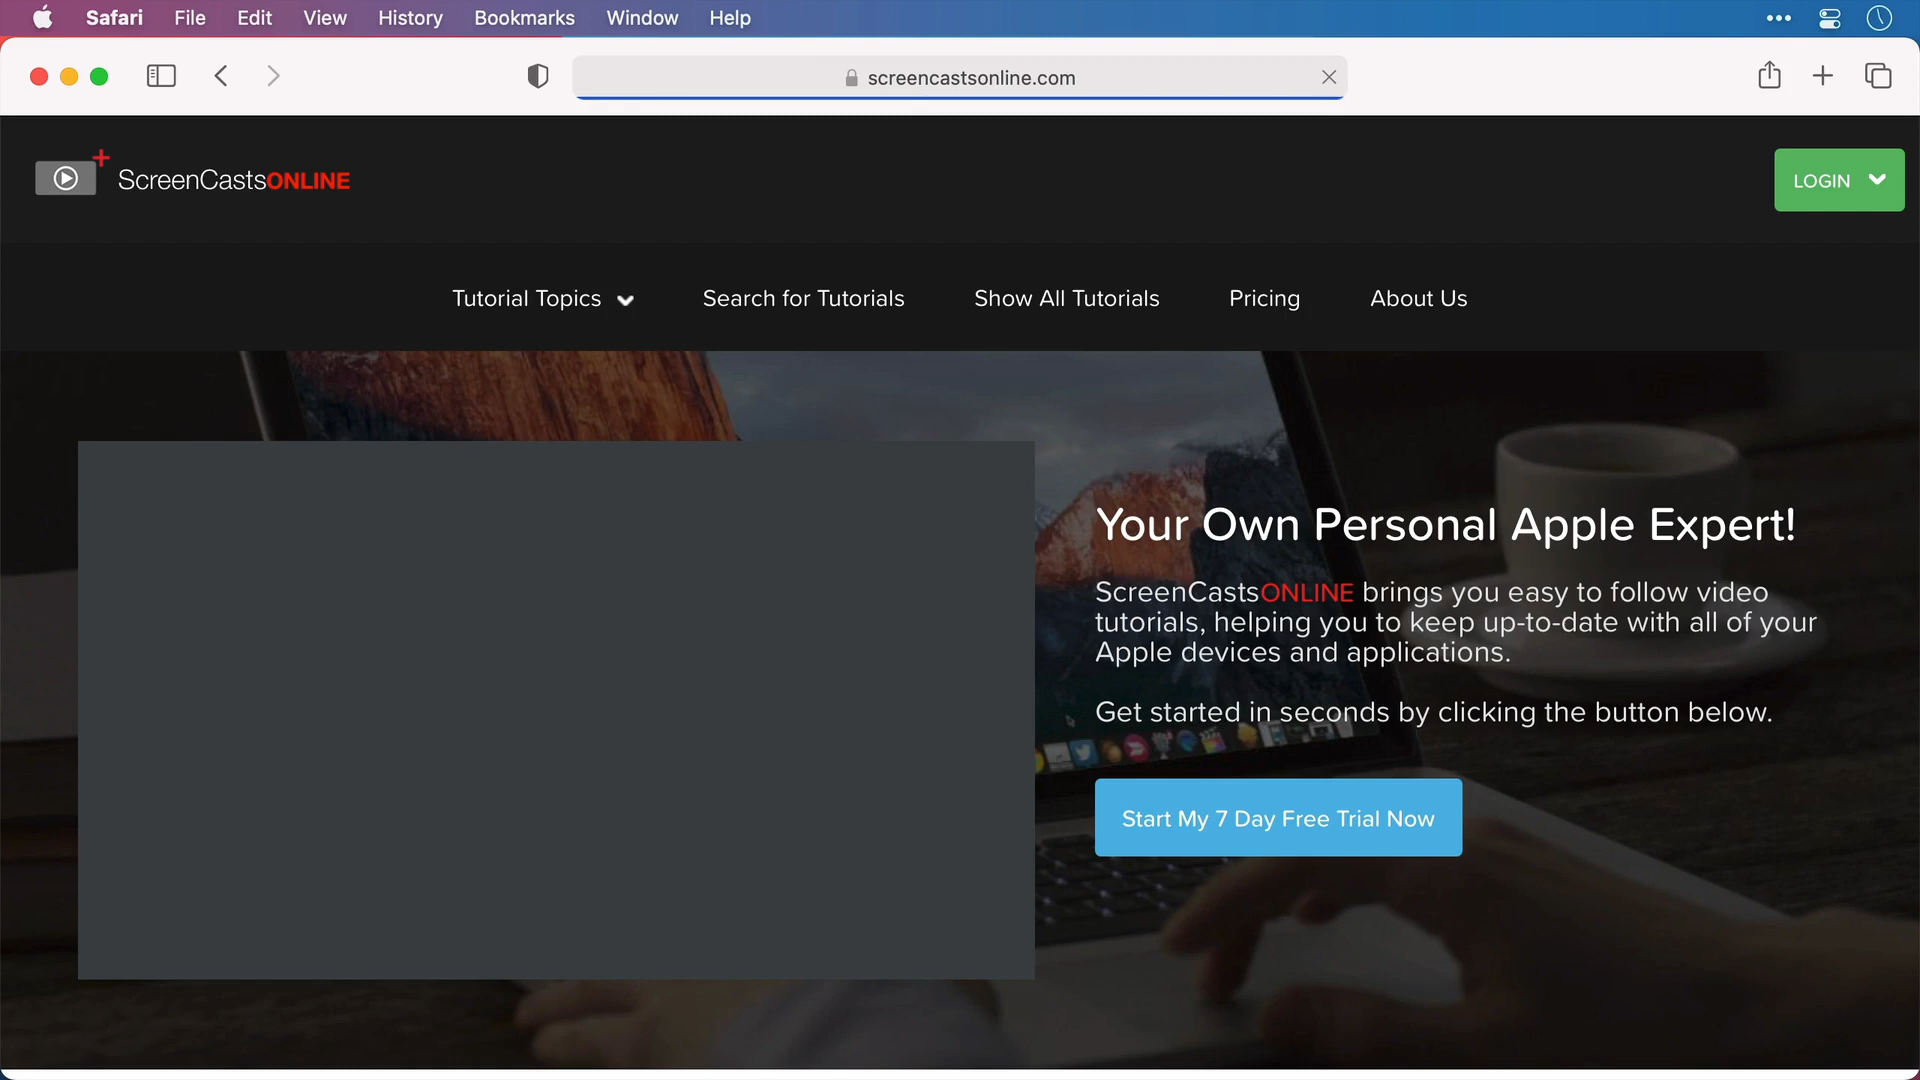 Safari File Edit View History Bookmarks Window Help
screencastsonline.com
ScreenCastsONLINE
LOGIN
Tutorial Topics Search for Tutorials Show All Tutorials Pricing About Us
Your Own Personal Apple Expert!
ScreenCastsONLINE brings you easy to follow video
tutorials, helping you to keep up-to-date with all of your
Apple devices and applications.
Get started in seconds by clicking the button below.
Start My 7 Day Free Trial Now